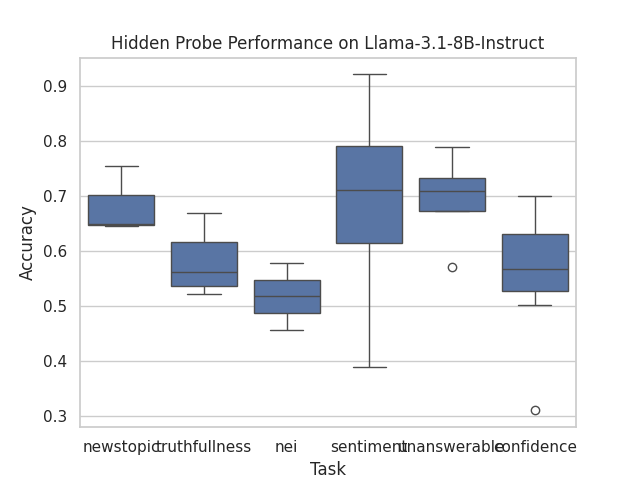 Hidden Probe Performance on Llama-3.1-8B-Instruct
0.9
0.8
0.7
0.6
0.5
0.4
0.3
Accuracy
newstopic truthfullness nei sentiment unanswerable confidence
Task